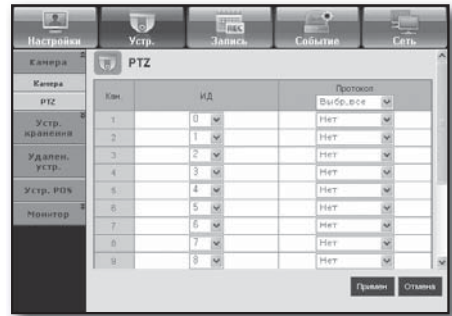 Настройки Устр. Запись Событие Сеть
REC
Камера
Камера
PTZ
Устр. хранения
Удален. устр.
Устр. POS
Монитор
PTZ
Кан. ИД Протокол
Выбр.все
1 0 Нет
2 1 Нет
3 2 Нет
4 3 Нет
5 4 Нет
6 5 Нет
7 6 Нет
8 7 Нет
9 8 Нет
Примен Отмена